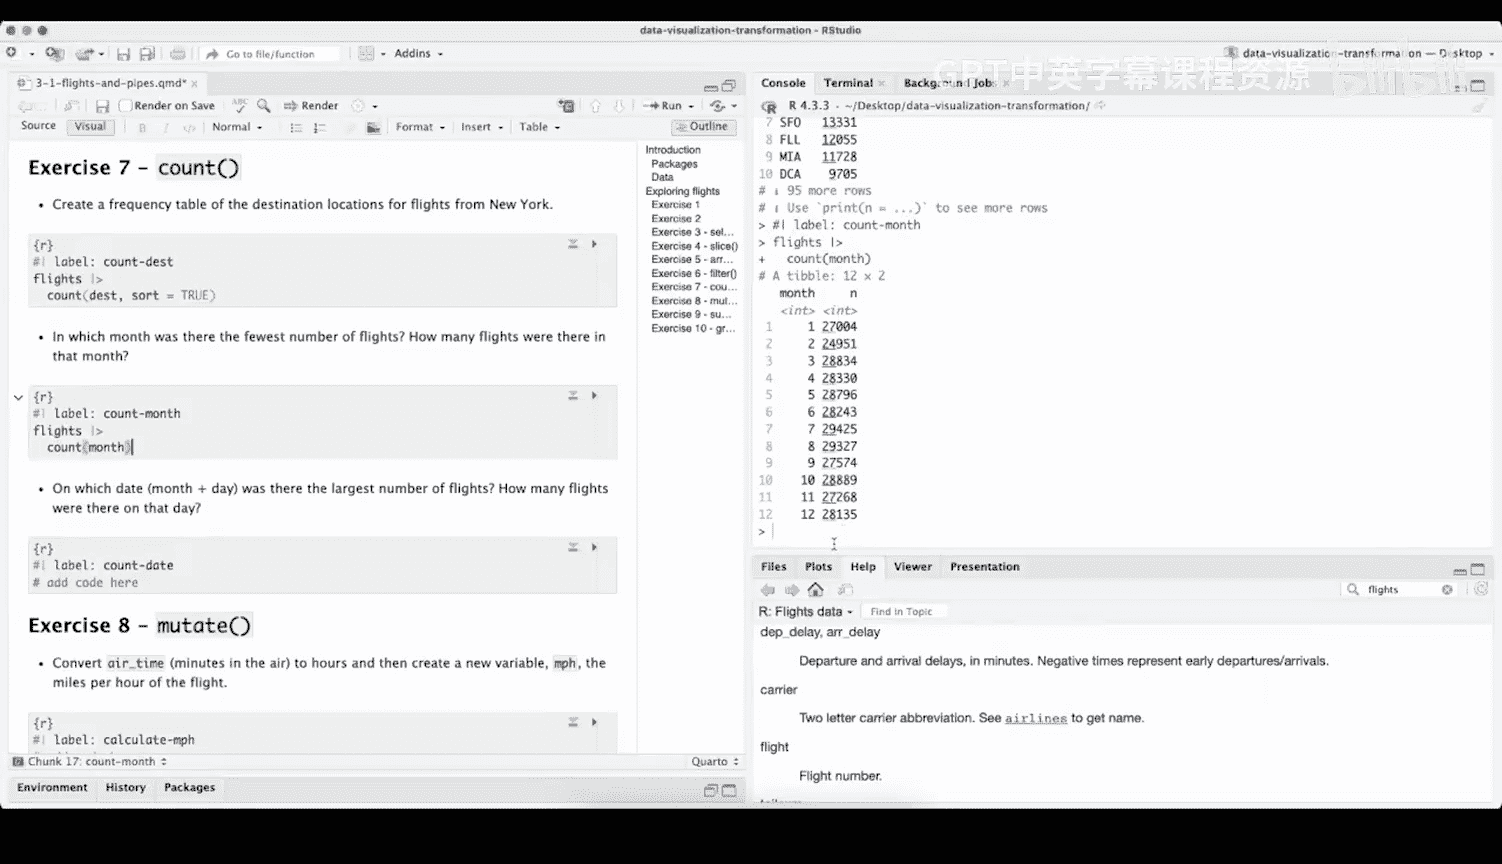 data-visualization-transformation - RStudio
Go to file/function
Addins
data-visualization-transformation — Desktop
GPT中英字幕课程资源
bilibili
3-1-flights-and-pipes.qmd*
Render on Save
ABC
Render
Run
Source
Visual
B
I
</>
Normal
Format
Insert
Table
Outline
Exercise 7 - count()
Create a frequency table of the destination locations for flights from New York.
{r}
#| label: count-dest
flights |>
count(dest, sort = TRUE)
In which month was there the fewest number of flights? How many flights were there in
that month?
{r}
#| label: count-month
flights |>
count(month)
On which date (month + day) was there the largest number of flights? How many flights
were there on that day?
{r}
#| label: count-date
# add code here
Exercise 8 - mutate()
Convert air_time (minutes in the air) to hours and then create a new variable, mph, the
miles per hour of the flight.
{r}
#| label: calculate-mph
Chunk 17: count-month
Quarto
Environment
History
Packages
Introduction
Packages
Data
Exploring flights
Exercise 1
Exercise 2
Exercise 3 - sel...
Exercise 4 - slice()
Exercise 5 - arr...
Exercise 6 - filter()
Exercise 7 - cou...
Exercise 8 - mul...
Exercise 9 - su...
Exercise 10 - gr...
Console
Terminal
Background Jobs
R 4.3.3 · ~/Desktop/data-visualization-transformation/
7 SFO 13331
8 FLL 12055
9 MIA 11728
10 DCA 9705
# ℹ 95 more rows
# ℹ Use `print(n = ...)` to see more rows
> #| label: count-month
> flights |>
+ count(month)
# A tibble: 12 × 2
month n
<int> <int>
1 1 27004
2 2 24951
3 3 28834
4 4 28330
5 5 28796
6 6 28243
7 7 29425
8 8 29327
9 9 27574
10 10 28889
11 11 27268
12 12 28135
>
Files
Plots
Help
Viewer
Presentation
flights
R: Flights data
Find in Topic
dep_delay, arr_delay
Departure and arrival delays, in minutes. Negative times represent early departures/arrivals.
carrier
Two letter carrier abbreviation. See airlines to get name.
flight
Flight number.